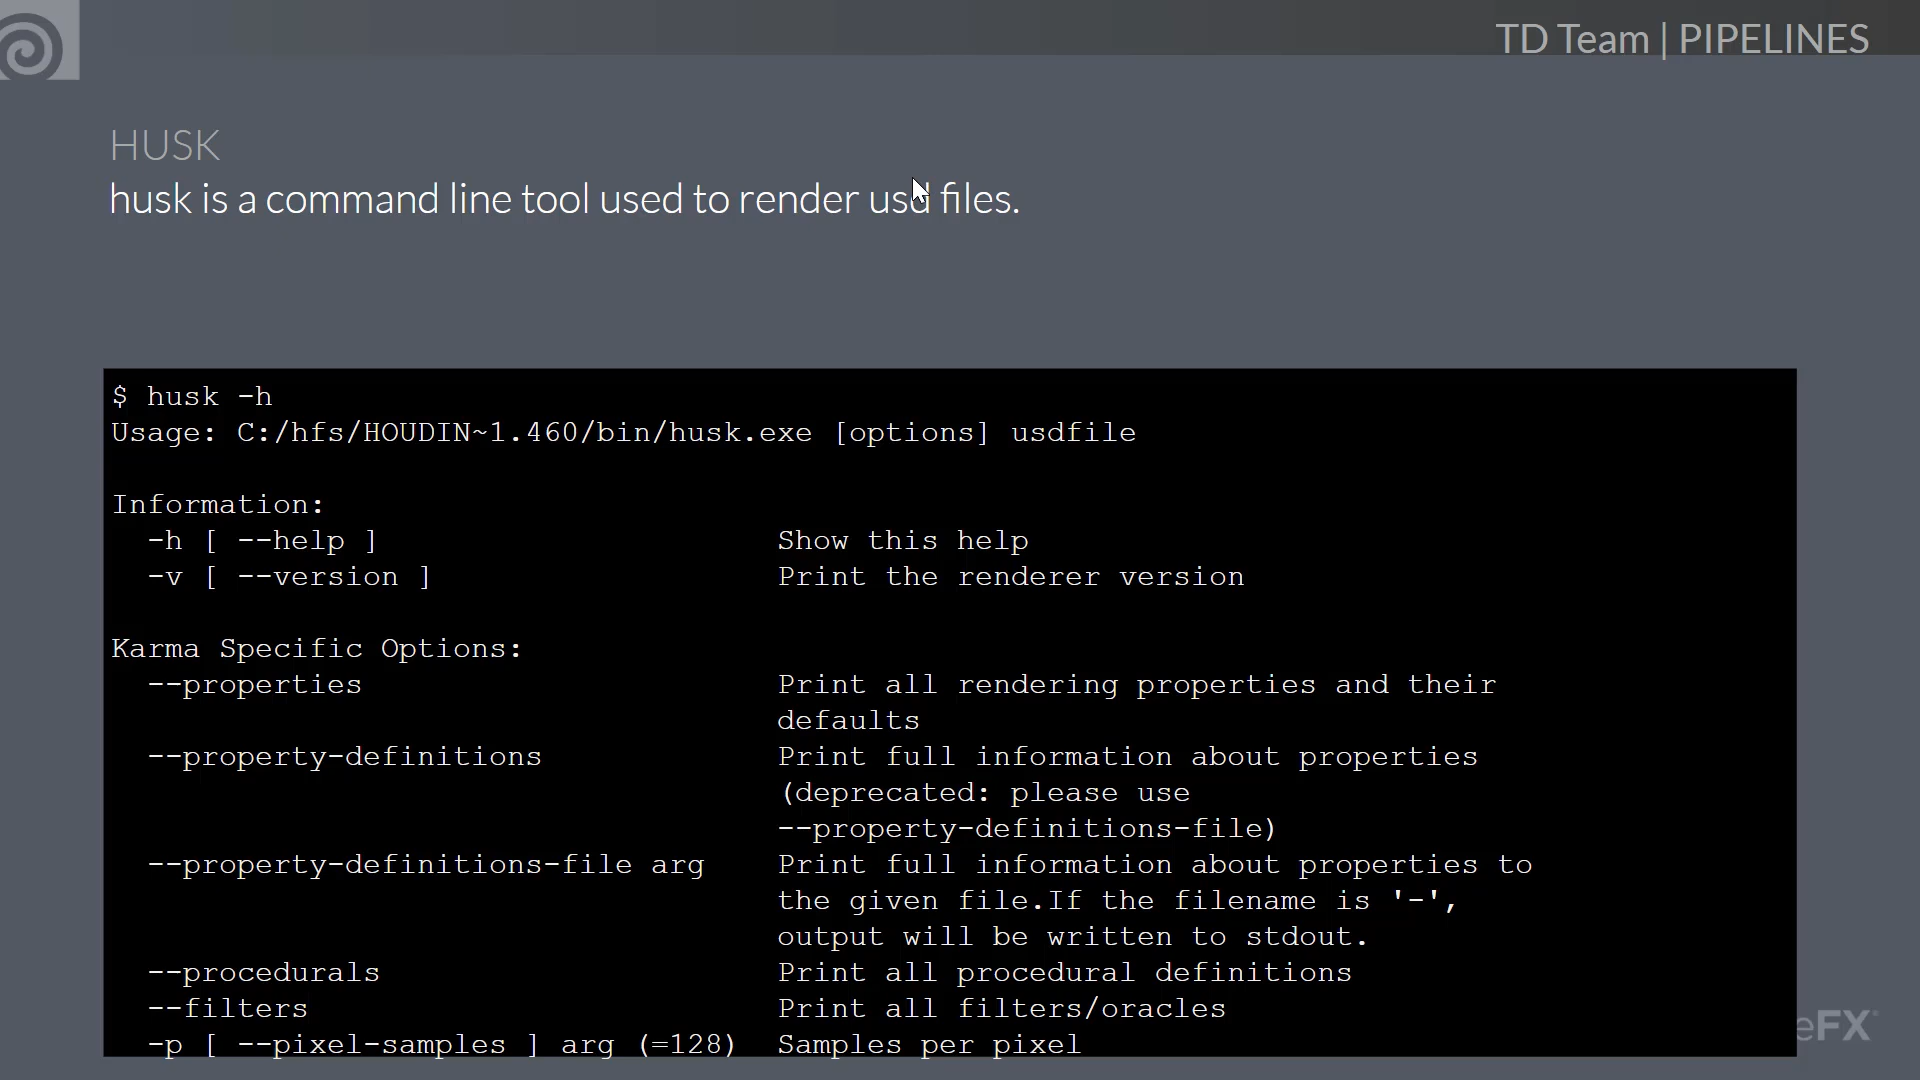 TD Team | PIPELINES
HUSK
husk is a command line tool used to render usd files.
$ husk -h
Usage: C:/hfs/HOUDIN~1.460/bin/husk.exe [options] usdfile
Information:
-h [ --help ] Show this help
-v [ --version ] Print the renderer version
Karma Specific Options:
--properties Print all rendering properties and their
defaults
--property-definitions Print full information about properties
(deprecated: please use
--property-definitions-file)
--property-definitions-file arg Print full information about properties to
the given file.If the filename is '-',
output will be written to stdout.
--procedurals Print all procedural definitions
--filters Print all filters/oracles
-p [ --pixel-samples ] arg (=128) Samples per pixel
eFX